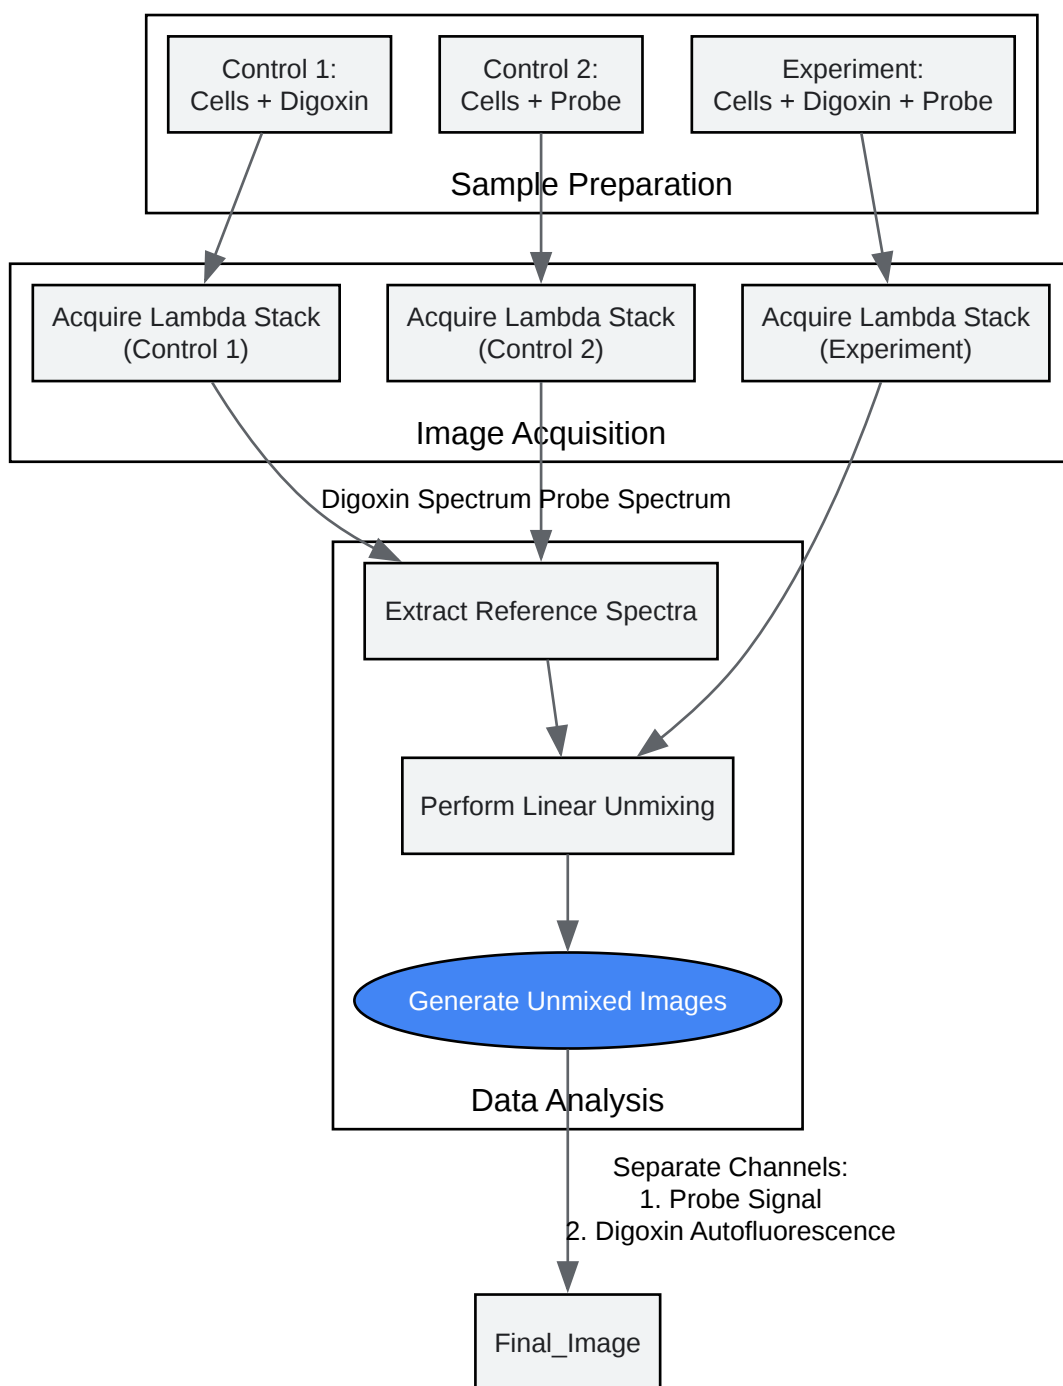 Control 1:
Cells + Digoxin
Control 2:
Cells + Probe
Experiment:
Cells + Digoxin + Probe
Sample Preparation
Acquire Lambda Stack
(Control 1)
Acquire Lambda Stack
(Control 2)
Acquire Lambda Stack
(Experiment)
Image Acquisition
Digoxin Spectrum
Probe Spectrum
Extract Reference Spectra
Perform Linear Unmixing
Generate Unmixed Images
Data Analysis
Separate Channels:
1. Probe Signal
2. Digoxin Autofluorescence
Final_Image